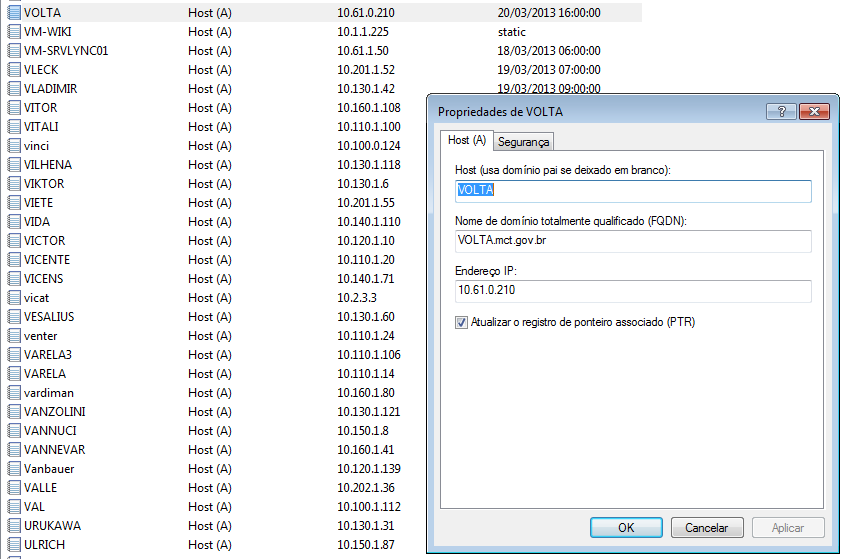 VOLTA Host (A) 10.61.0.210 20/03/2013 16:00:00
VM-WIKI Host (A) 10.1.1.225 static
VM-SRVLYNC01 Host (A) 10.61.1.50 18/03/2013 06:00:00
VLECK Host (A) 10.201.1.52 19/03/2013 07:00:00
VLADIMIR Host (A) 10.130.1.42 19/03/2013 09:00:00
VITOR Host (A) 10.160.1.108
VITALI Host (A) 10.110.1.100
vinci Host (A) 10.100.0.124
VILHENA Host (A) 10.130.1.118
VIKTOR Host (A) 10.130.1.6
VIETE Host (A) 10.201.1.55
VIDA Host (A) 10.140.1.110
VICTOR Host (A) 10.120.1.10
VICENTE Host (A) 10.110.1.20
VICENS Host (A) 10.140.1.71
vicat Host (A) 10.2.3.3
VESALIUS Host (A) 10.130.1.60
venter Host (A) 10.110.1.24
VARELA3 Host (A) 10.110.1.106
VARELA Host (A) 10.110.1.14
vardiman Host (A) 10.160.1.80
VANZOLINI Host (A) 10.130.1.121
VANNUCI Host (A) 10.150.1.8
VANNEVAR Host (A) 10.160.1.41
Vanbauer Host (A) 10.120.1.139
VALLE Host (A) 10.202.1.36
VAL Host (A) 10.100.1.112
URUKAWA Host (A) 10.130.1.31
ULRICH Host (A) 10.150.1.87
Propriedades de VOLTA
Host (A) Segurança
Host (usa domínio pai se deixado em branco):
VOLTA
Nome de domínio totalmente qualificado (FQDN):
VOLTA.mct.gov.br
Endereço IP:
10.61.0.210
Atualizar o registro de ponteiro associado (PTR)
OK Cancelar Aplicar